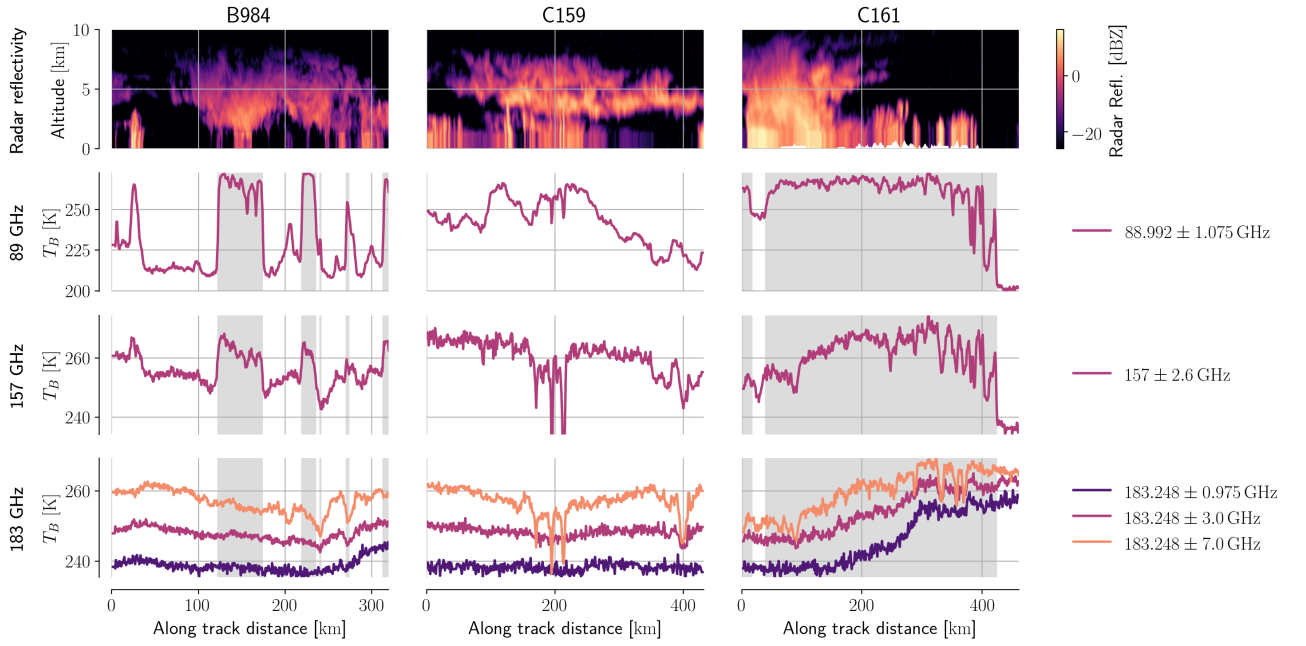 B984 C159 C161
Radar reflectivity
Altitude [km]
10
5
0
0
−20
Radar Refl. [dBZ]
89 GHz
T_B [K]
250
225
200
88.992 ± 1.075 GHz
157 GHz
T_B [K]
260
240
157 ± 2.6 GHz
183 GHz
T_B [K]
260
240
183.248 ± 0.975 GHz
183.248 ± 3.0 GHz
183.248 ± 7.0 GHz
0 100 200 300 0 200 400 0 200 400
Along track distance [km] Along track distance [km] Along track distance [km]